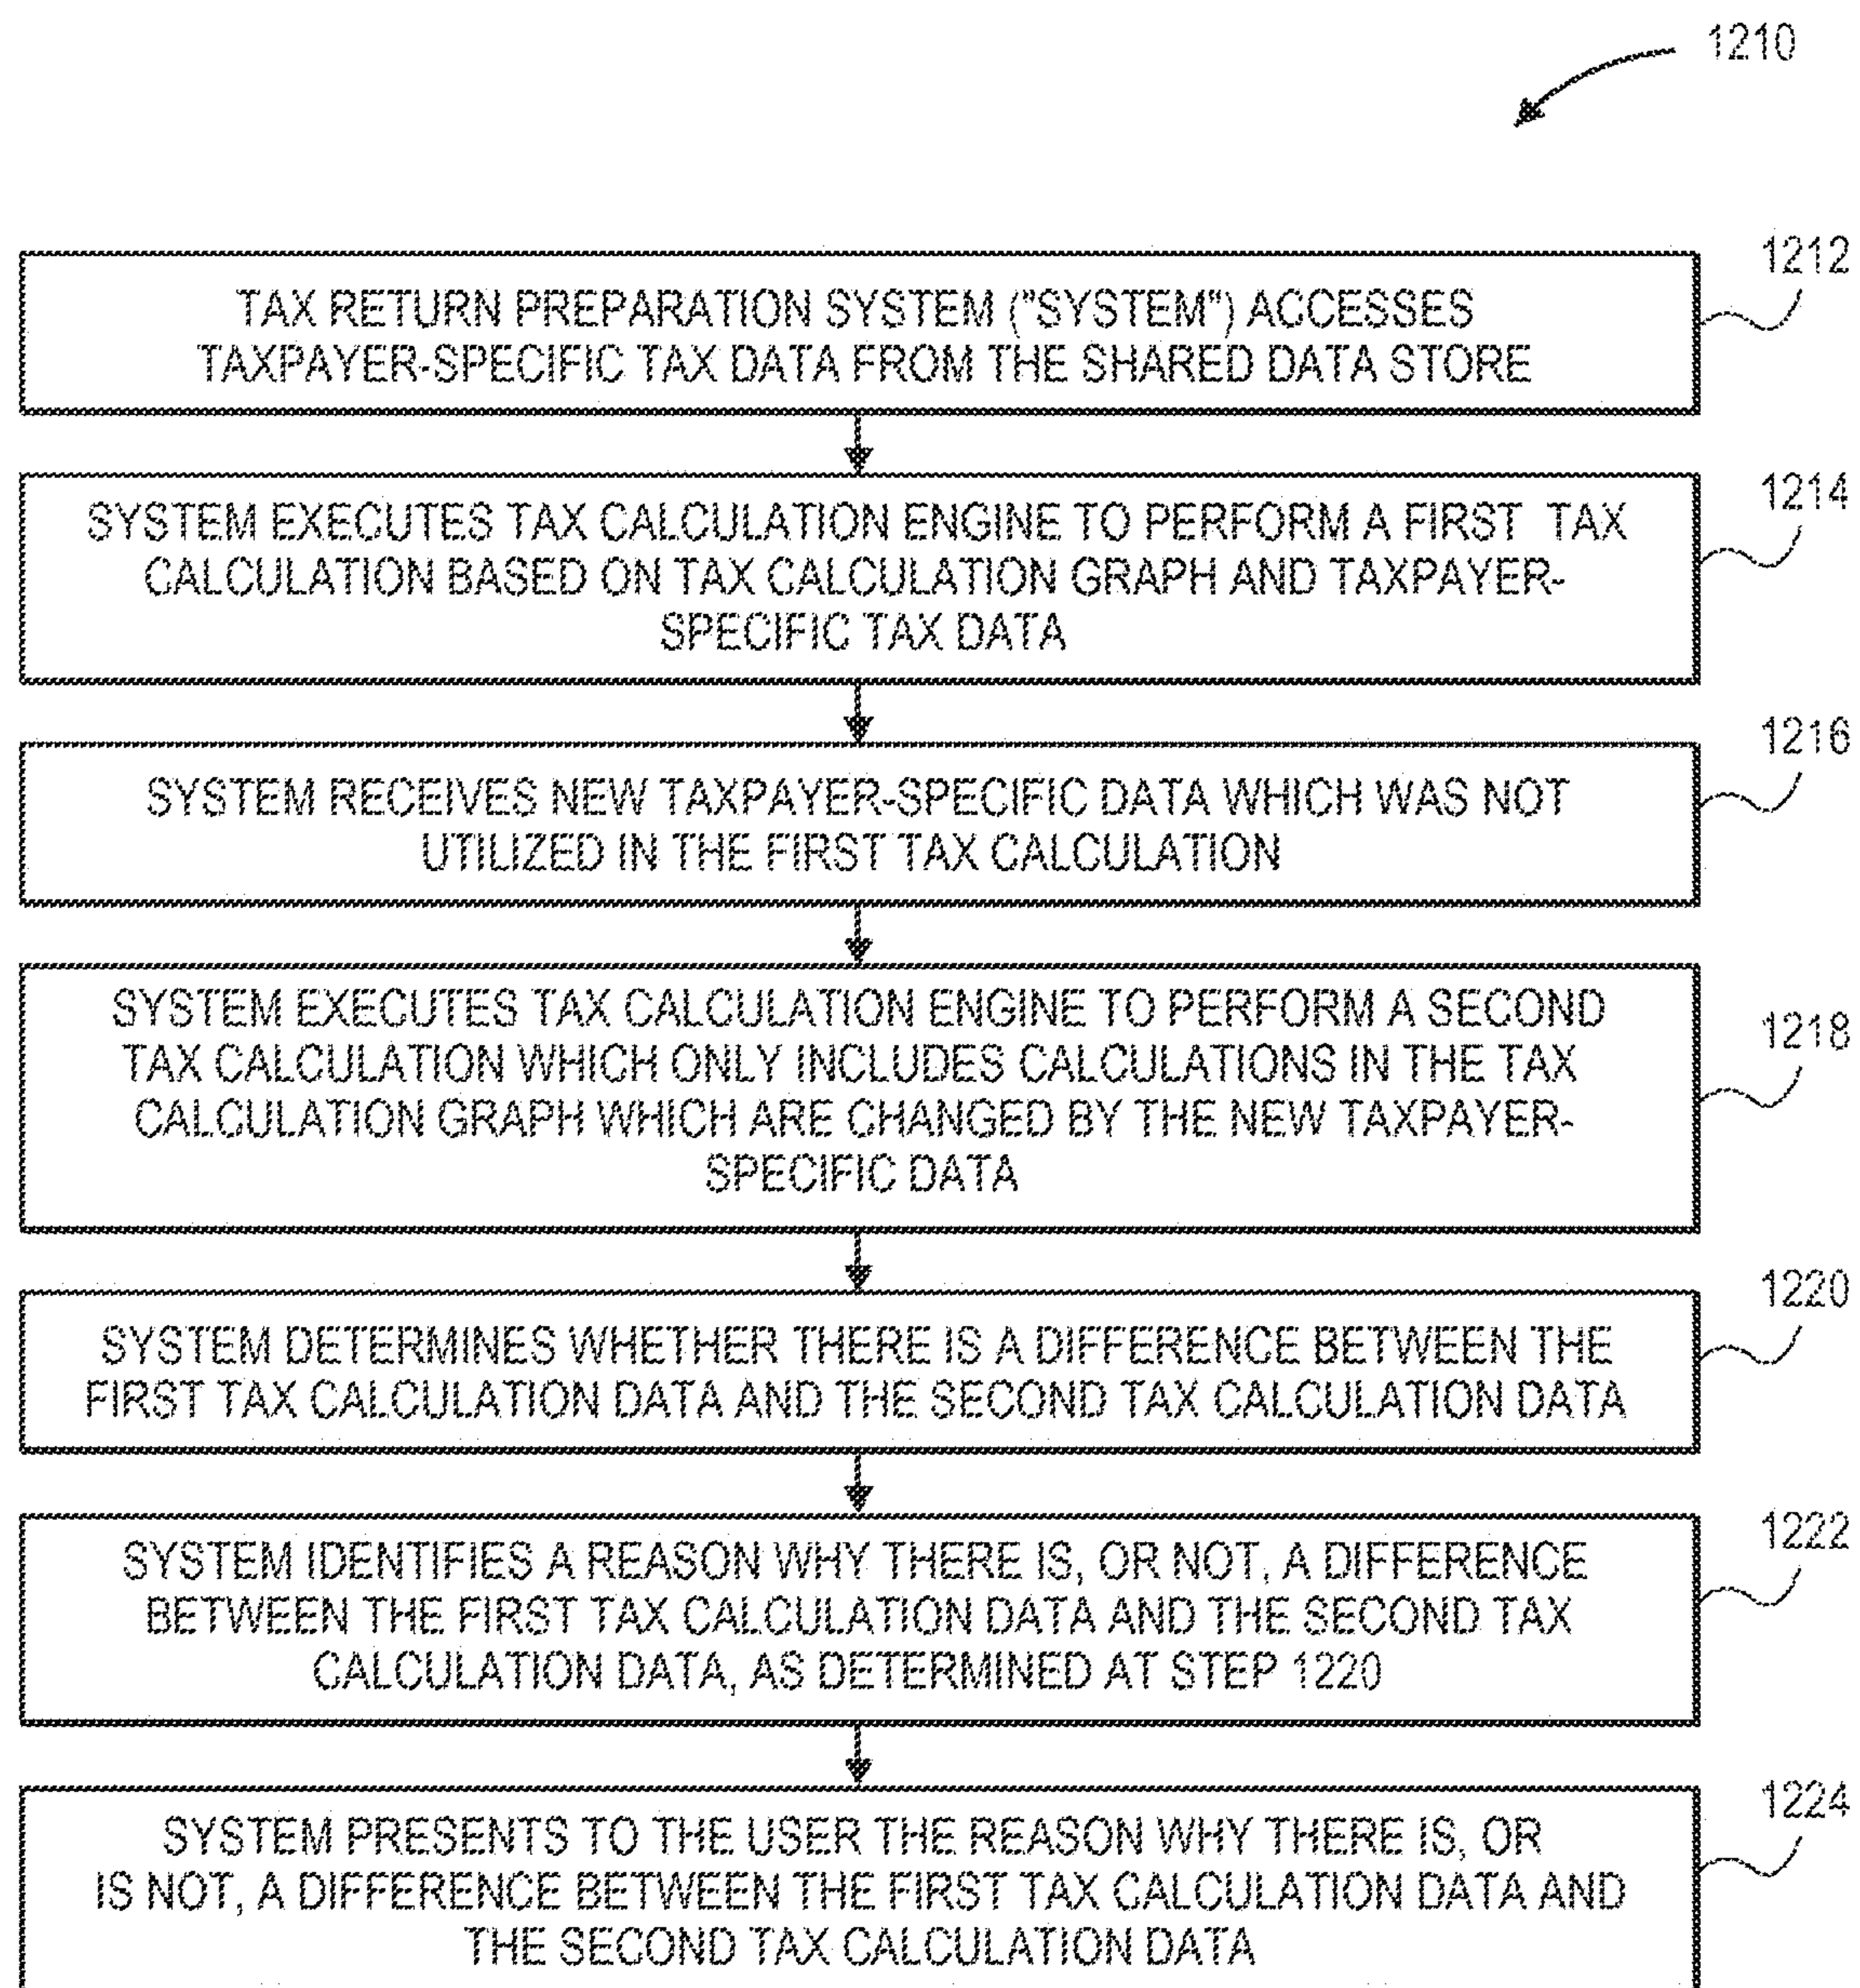 1210
1212
TAX RETURN PREPARATION SYSTEM ("SYSTEM") ACCESSES
TAXPAYER-SPECIFIC TAX DATA FROM THE SHARED DATA STORE
1214
SYSTEM EXECUTES TAX CALCULATION ENGINE TO PERFORM A FIRST TAX
CALCULATION BASED ON TAX CALCULATION GRAPH AND TAXPAYER-
SPECIFIC TAX DATA
1216
SYSTEM RECEIVES NEW TAXPAYER-SPECIFIC DATA WHICH WAS NOT
UTILIZED IN THE FIRST TAX CALCULATION
1218
SYSTEM EXECUTES TAX CALCULATION ENGINE TO PERFORM A SECOND
TAX CALCULATION WHICH ONLY INCLUDES CALCULATIONS IN THE TAX
CALCULATION GRAPH WHICH ARE CHANGED BY THE NEW TAXPAYER-
SPECIFIC DATA
1220
SYSTEM DETERMINES WHETHER THERE IS A DIFFERENCE BETWEEN THE
FIRST TAX CALCULATION DATA AND THE SECOND TAX CALCULATION DATA
1222
SYSTEM IDENTIFIES A REASON WHY THERE IS, OR NOT, A DIFFERENCE
BETWEEN THE FIRST TAX CALCULATION DATA AND THE SECOND TAX
CALCULATION DATA, AS DETERMINED AT STEP 1220
1224
SYSTEM PRESENTS TO THE USER THE REASON WHY THERE IS, OR
IS NOT, A DIFFERENCE BETWEEN THE FIRST TAX CALCULATION DATA AND
THE SECOND TAX CALCULATION DATA